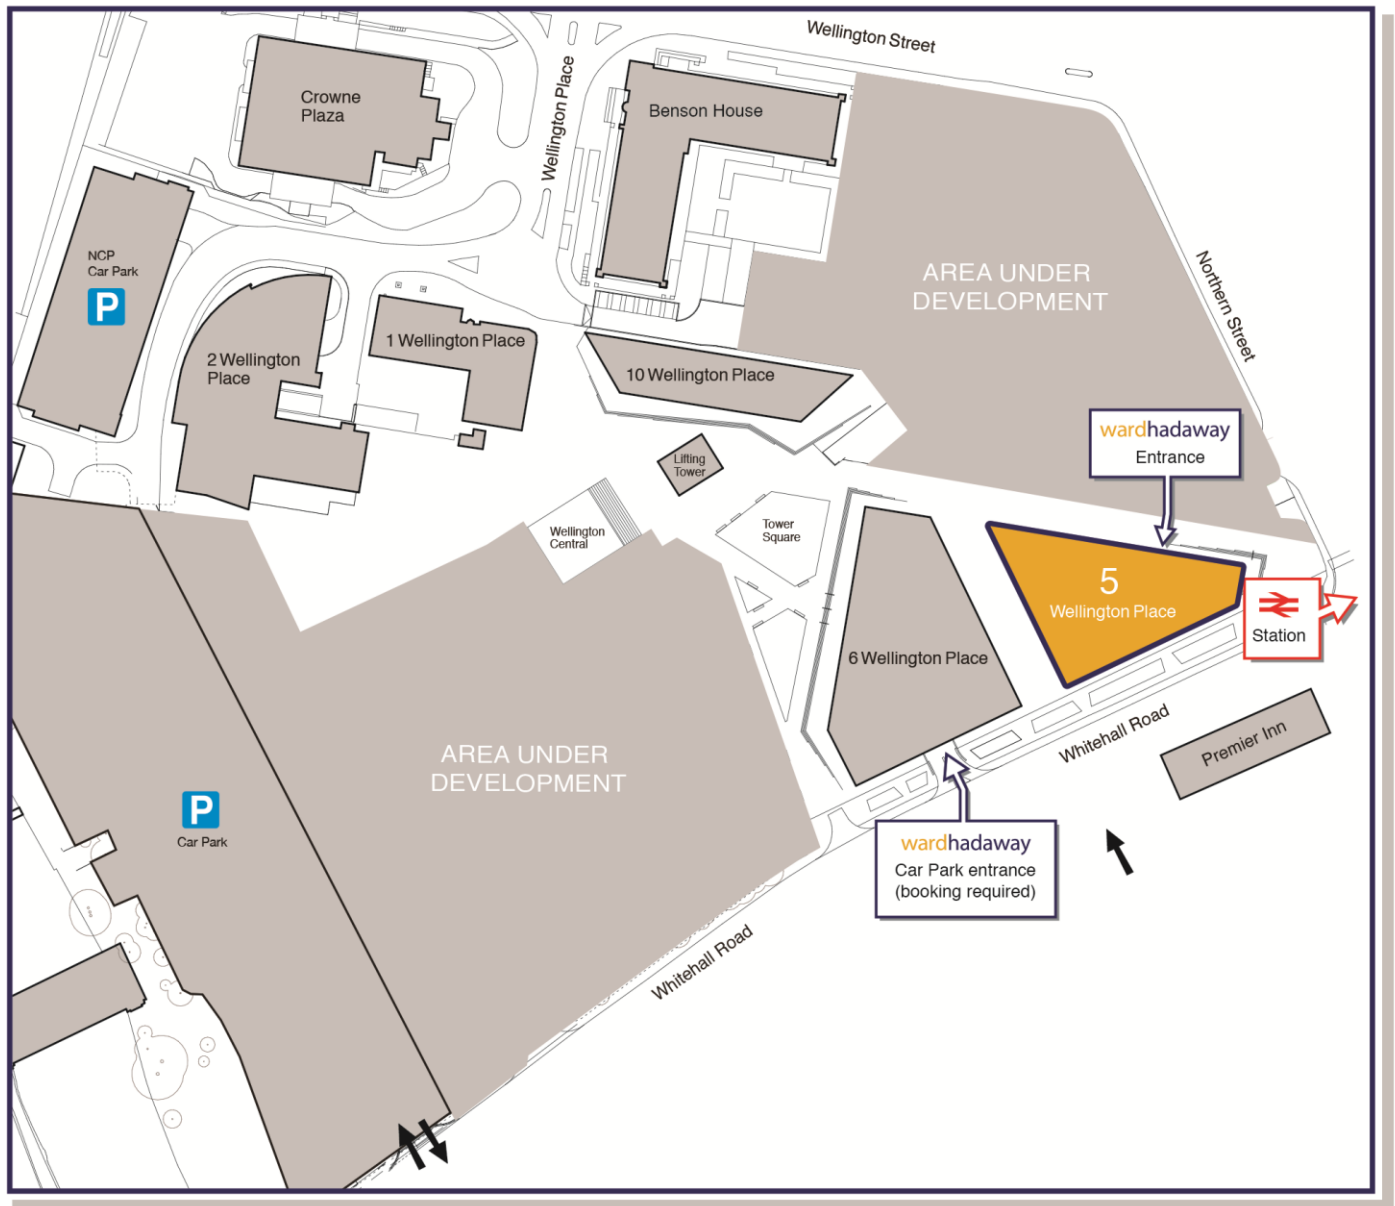 Wellington Street
Crowne
Plaza
Wellington Place
Benson House
NCP
Car Park
P
AREA UNDER
DEVELOPMENT
Northern Street
1 Wellington Place
2 Wellington
Place
10 Wellington Place
wardhadaway
Entrance
Lifting
Tower
Wellington
Central
Tower
Square
5
Wellington Place
Station
6 Wellington Place
Whitehall Road
Premier Inn
AREA UNDER
DEVELOPMENT
P
Car Park
wardhadaway
Car Park entrance
(booking required)
Whitehall Road